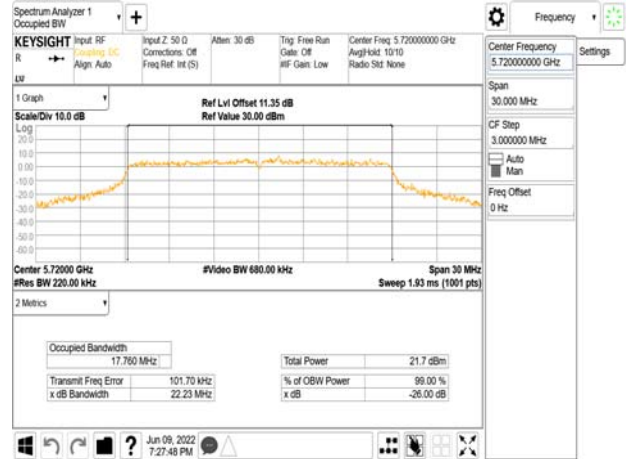 Spectrum Analyzer 1
Occupied BW
Frequency
KEYSIGHT
R
LU
Input: RF
Coupling: DC
Align: Auto
Input Z: 50 Ω
Corrections: Off
Freq Ref: Int (S)
Atten: 30 dB
Trig: Free Run
Gate: Off
#IF Gain: Low
Center Freq: 5.720000000 GHz
Avg|Hold: 10/10
Radio Std: None
Center Frequency
5.720000000 GHz
Settings
Span
30.000 MHz
CF Step
3.000000 MHz
Auto
Man
Freq Offset
0 Hz
1 Graph
Scale/Div 10.0 dB
Ref Lvl Offset 11.35 dB
Ref Value 30.00 dBm
Log
20.0
10.0
0.00
-10.0
-20.0
-30.0
-40.0
-50.0
-60.0
Center 5.72000 GHz
#Res BW 220.00 kHz
#Video BW 680.00 kHz
Span 30 MHz
Sweep 1.93 ms (1001 pts)
2 Metrics
Occupied Bandwidth
17.760 MHz
Total Power 21.7 dBm
Transmit Freq Error 101.70 kHz
% of OBW Power 99.00 %
x dB Bandwidth 22.23 MHz
x dB -26.00 dB
?
Jun 09, 2022
7:27:48 PM